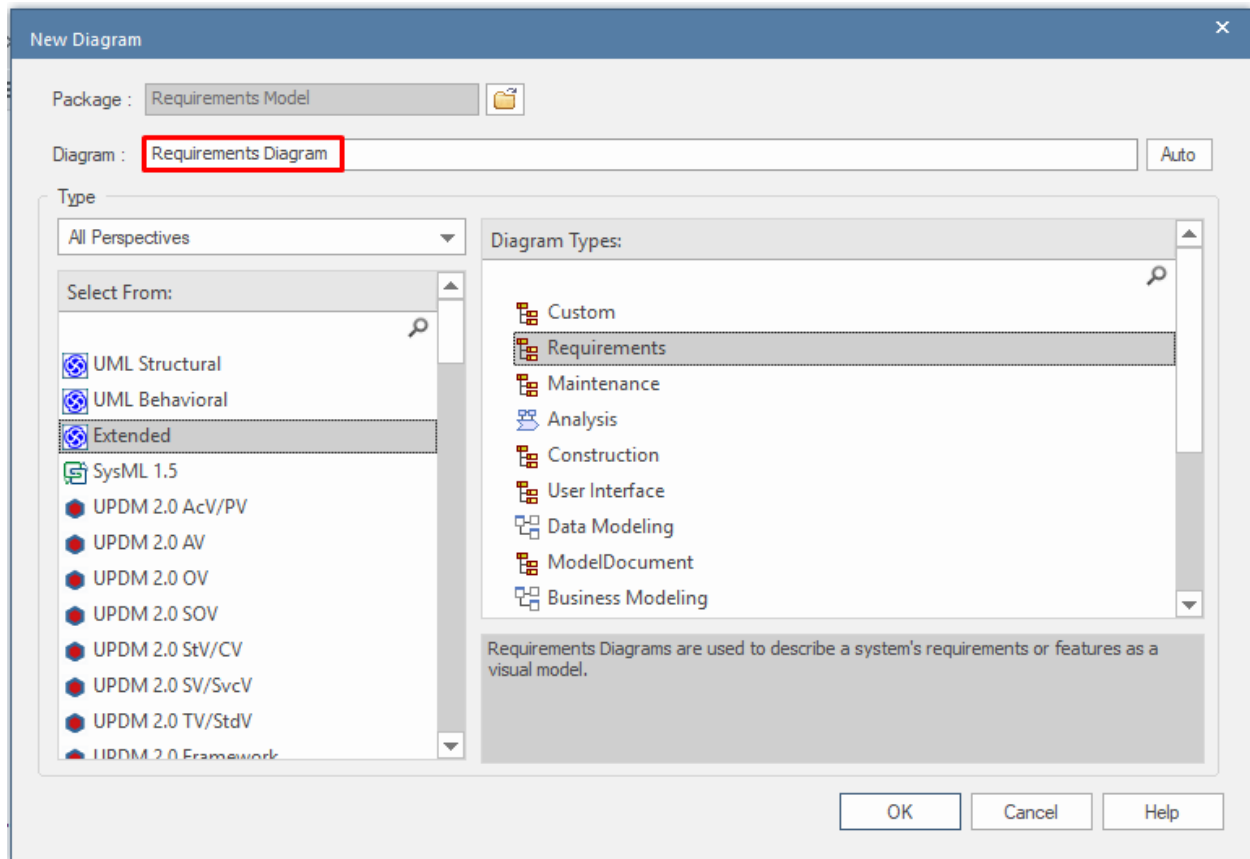 New Diagram
Package : Requirements Model
Diagram : Requirements Diagram Auto
Type
All Perspectives
Select From:
UML Structural
UML Behavioral
Extended
SysML 1.5
UPDM 2.0 AcV/PV
UPDM 2.0 AV
UPDM 2.0 OV
UPDM 2.0 SOV
UPDM 2.0 StV/CV
UPDM 2.0 SV/SvcV
UPDM 2.0 TV/StdV
UPDM 2.0 Framework
Diagram Types:
Custom
Requirements
Maintenance
Analysis
Construction
User Interface
Data Modeling
ModelDocument
Business Modeling
Requirements Diagrams are used to describe a system's requirements or features as a
visual model.
OK Cancel Help